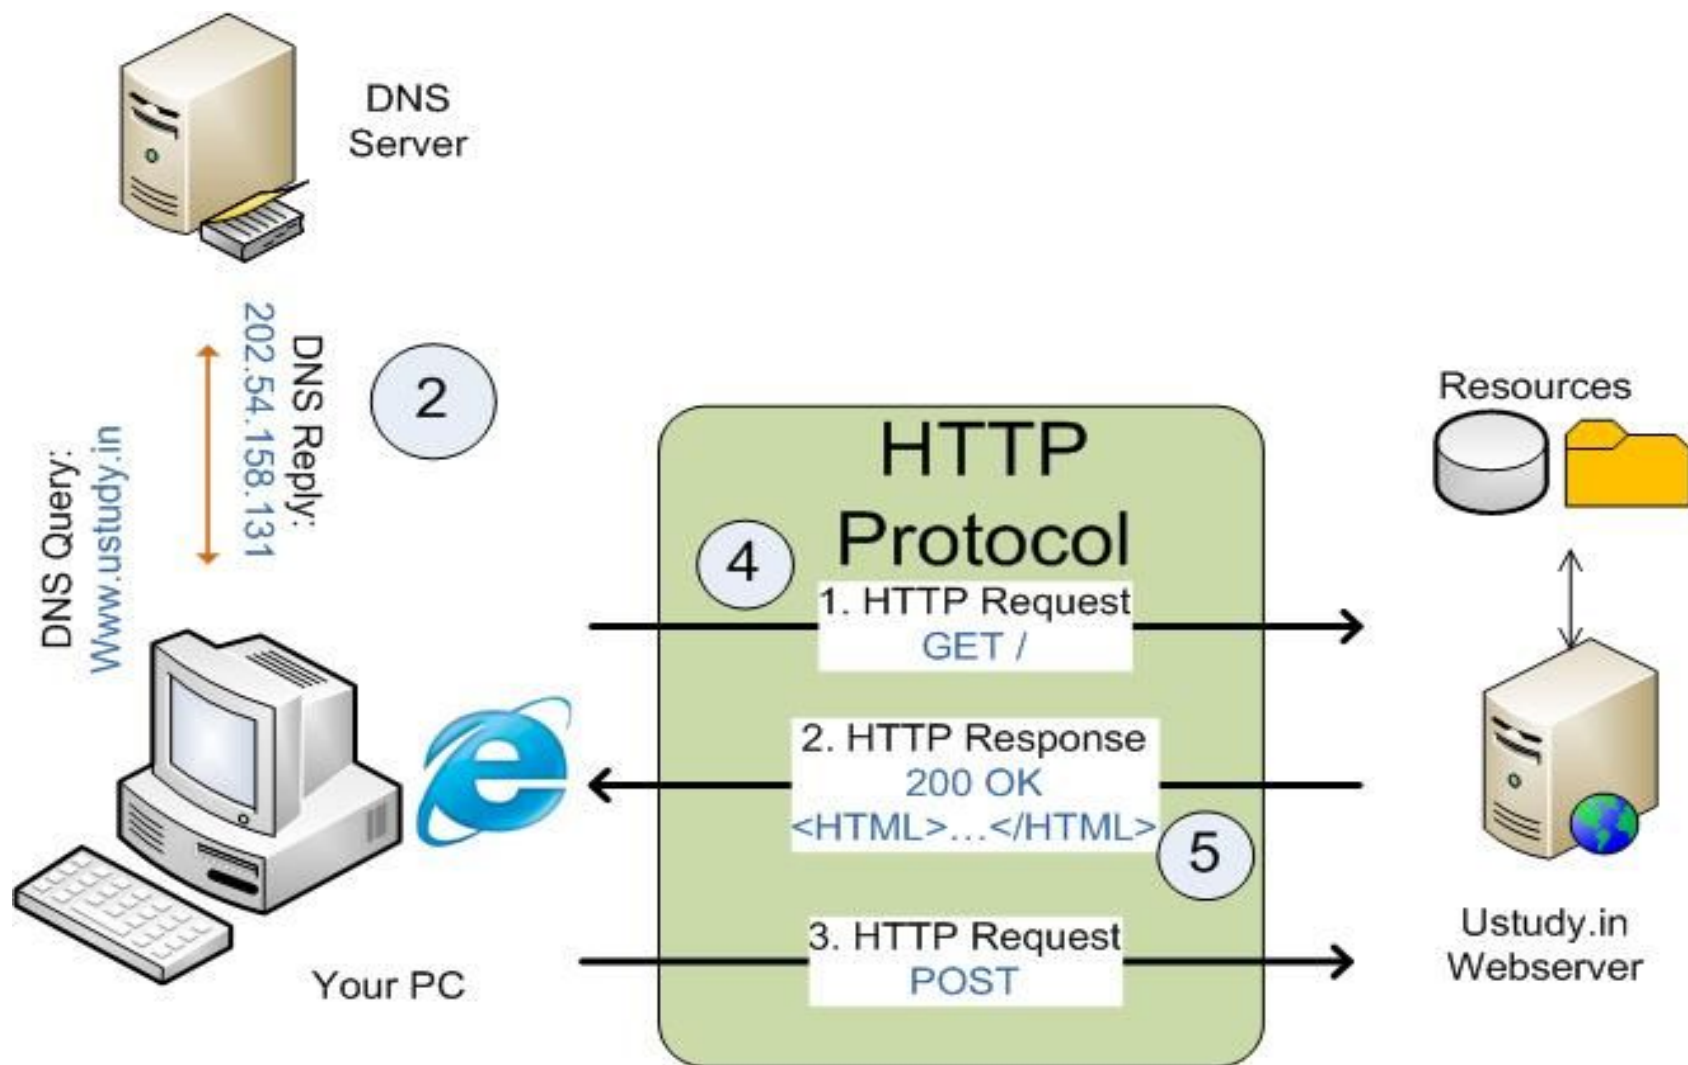 DNS
Server
DNS Reply:
202.54.158.131
2
DNS Query:
Www.ustudy.in
Your PC
HTTP
Protocol
4
1. HTTP Request
GET /
2. HTTP Response
200 OK
<HTML>...</HTML>
5
3. HTTP Request
POST
Resources
Ustudy.in
Webserver